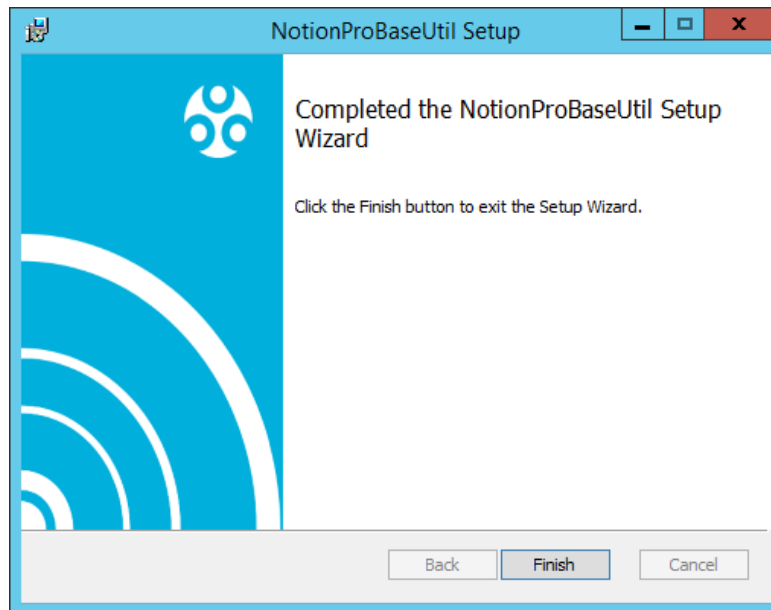 NotionProBaseUtil Setup
Completed the NotionProBaseUtil Setup
Wizard
Click the Finish button to exit the Setup Wizard.
Back
Finish
Cancel